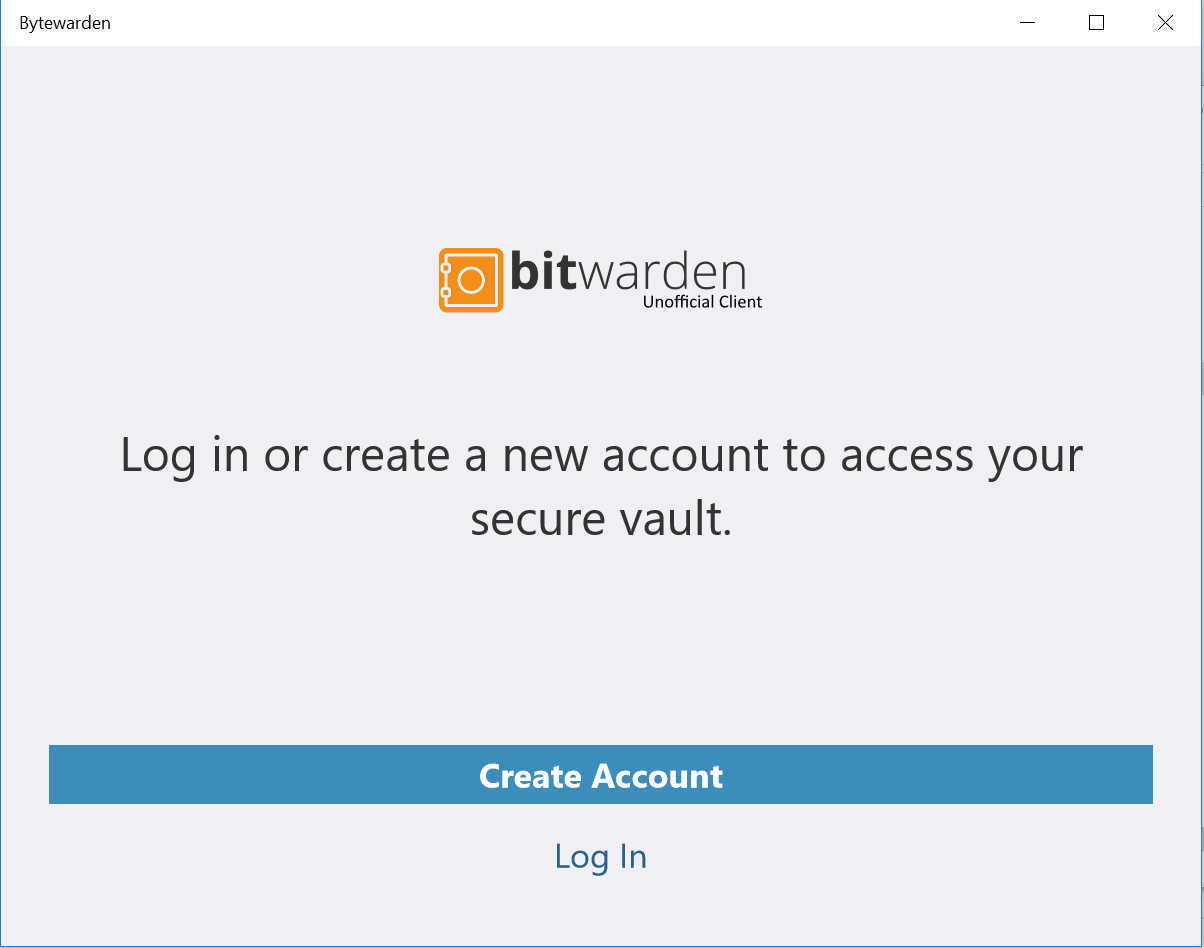 Bytewarden
bitwarden
Unofficial Client
Log in or create a new account to access your
secure vault.
Create Account
Log In